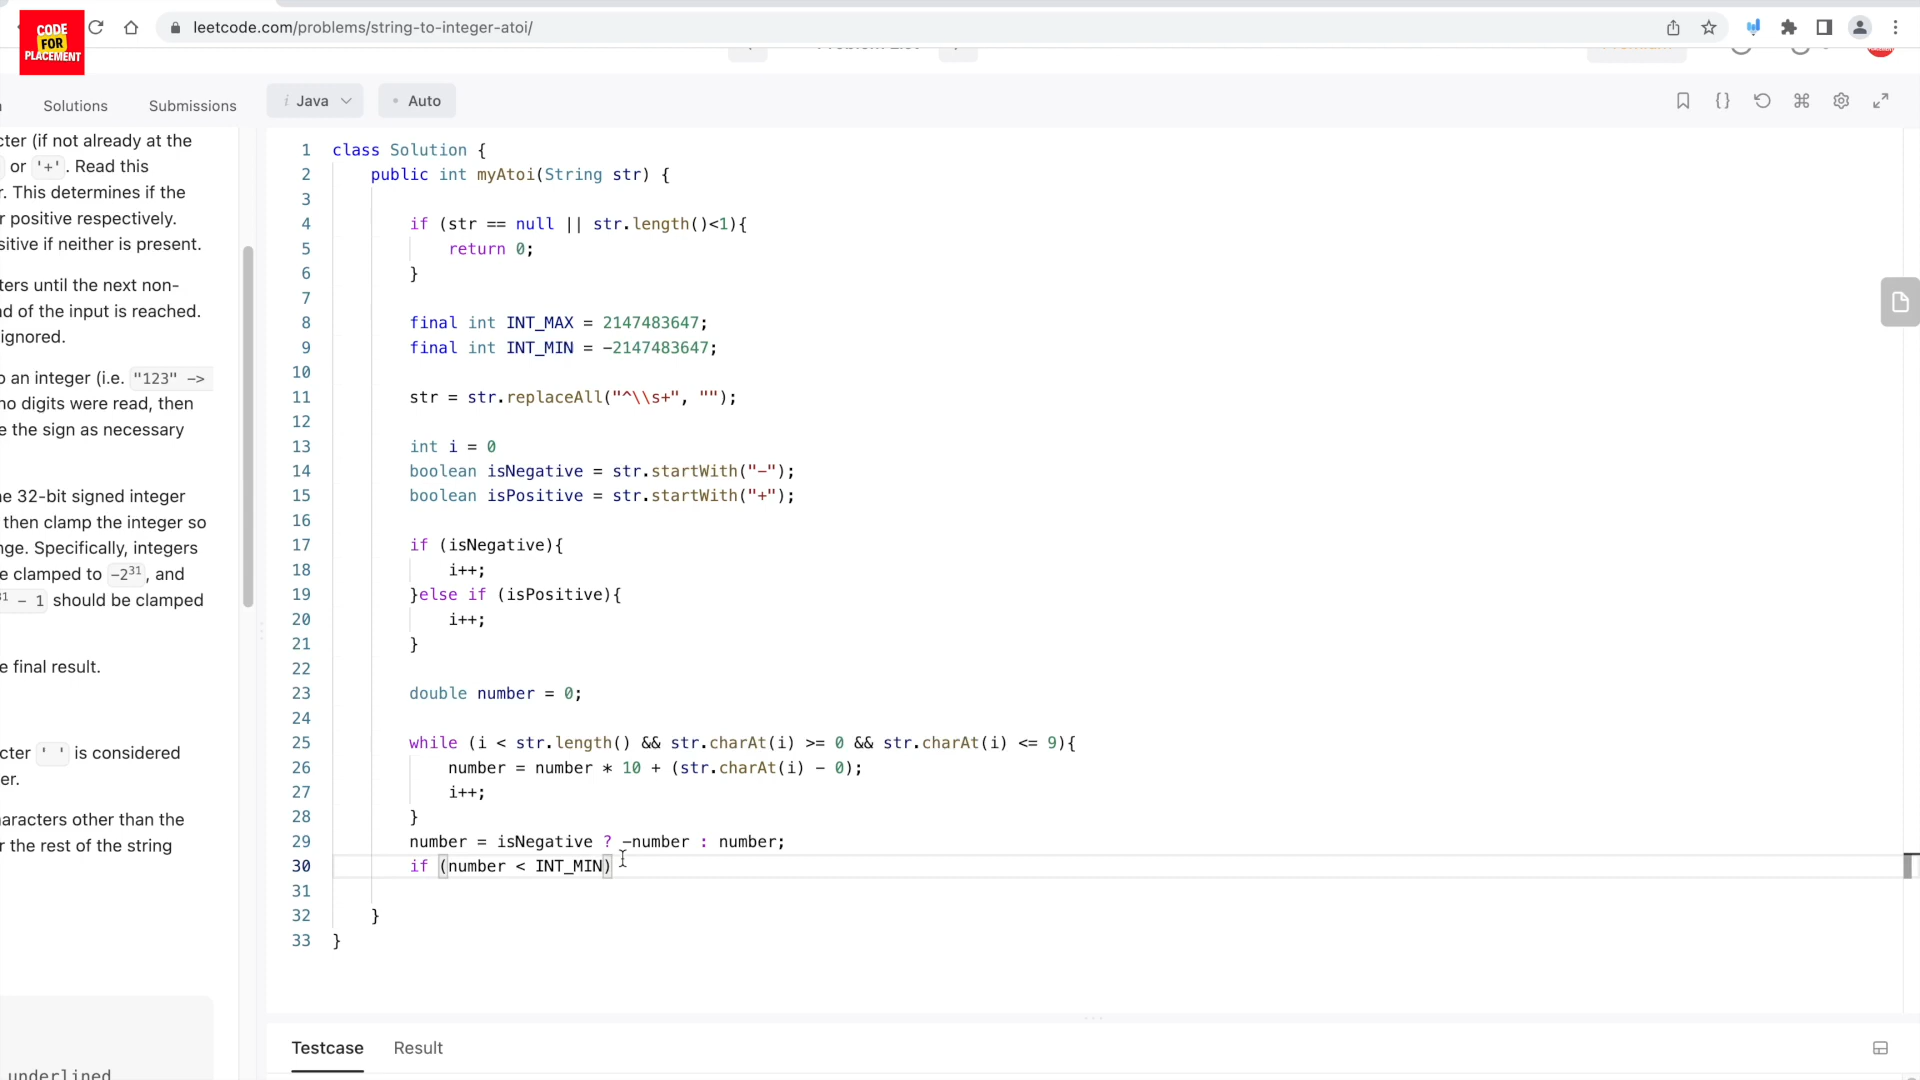 CODE
FOR
PLACEMENT
leetcode.com/problems/string-to-integer-atoi/
Solutions
Submissions
i Java
• Auto
cter (if not already at the
or '+'. Read this
r. This determines if the
r positive respectively.
sitive if neither is present.
ters until the next non-
nd of the input is reached.
ignored.
o an integer (i.e. "123" ->
no digits were read, then
e the sign as necessary
ne 32-bit signed integer
then clamp the integer so
nge. Specifically, integers
e clamped to -2^31, and
31 - 1 should be clamped
e final result.
cter ' ' is considered
er.
aracters other than the
r the rest of the string
underlined
1 class Solution {
2 public int myAtoi(String str) {
3
4 if (str == null || str.length()<1){
5 return 0;
6 }
7
8 final int INT_MAX = 2147483647;
9 final int INT_MIN = -2147483647;
10
11 str = str.replaceAll("^\\s+", "");
12
13 int i = 0
14 boolean isNegative = str.startWith("-");
15 boolean isPositive = str.startWith("+");
16
17 if (isNegative){
18 i++;
19 }else if (isPositive){
20 i++;
21 }
22
23 double number = 0;
24
25 while (i < str.length() && str.charAt(i) >= 0 && str.charAt(i) <= 9){
26 number = number * 10 + (str.charAt(i) - 0);
27 i++;
28 }
29 number = isNegative ? -number : number;
30 if (number < INT_MIN)
31
32 }
33 }
Testcase
Result